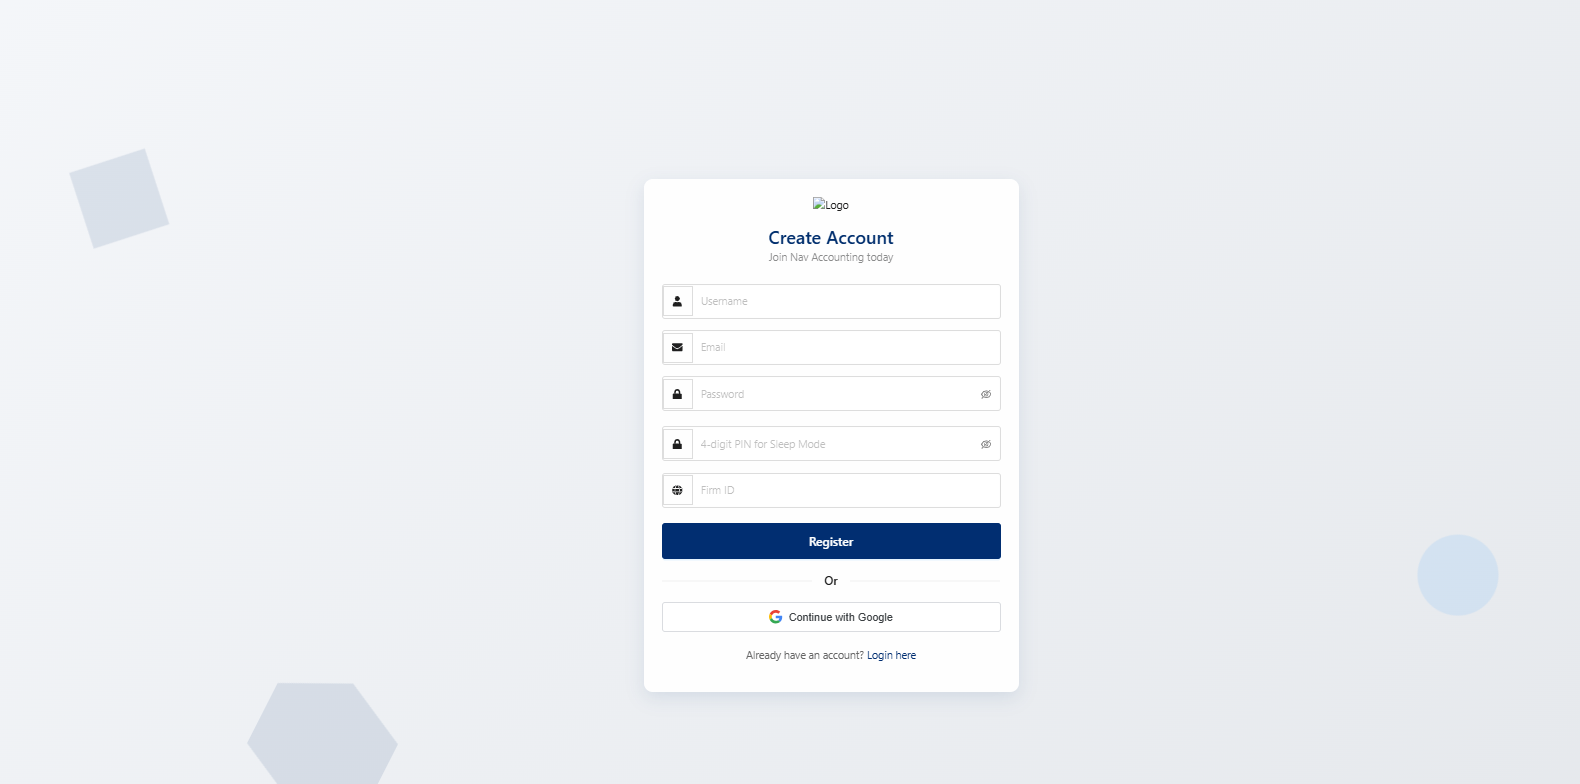 Logo
Create Account
Join Nav Accounting today
Username
Email
Password
4-digit PIN for Sleep Mode
Firm ID
Register
Or
Continue with Google
Already have an account? Login here